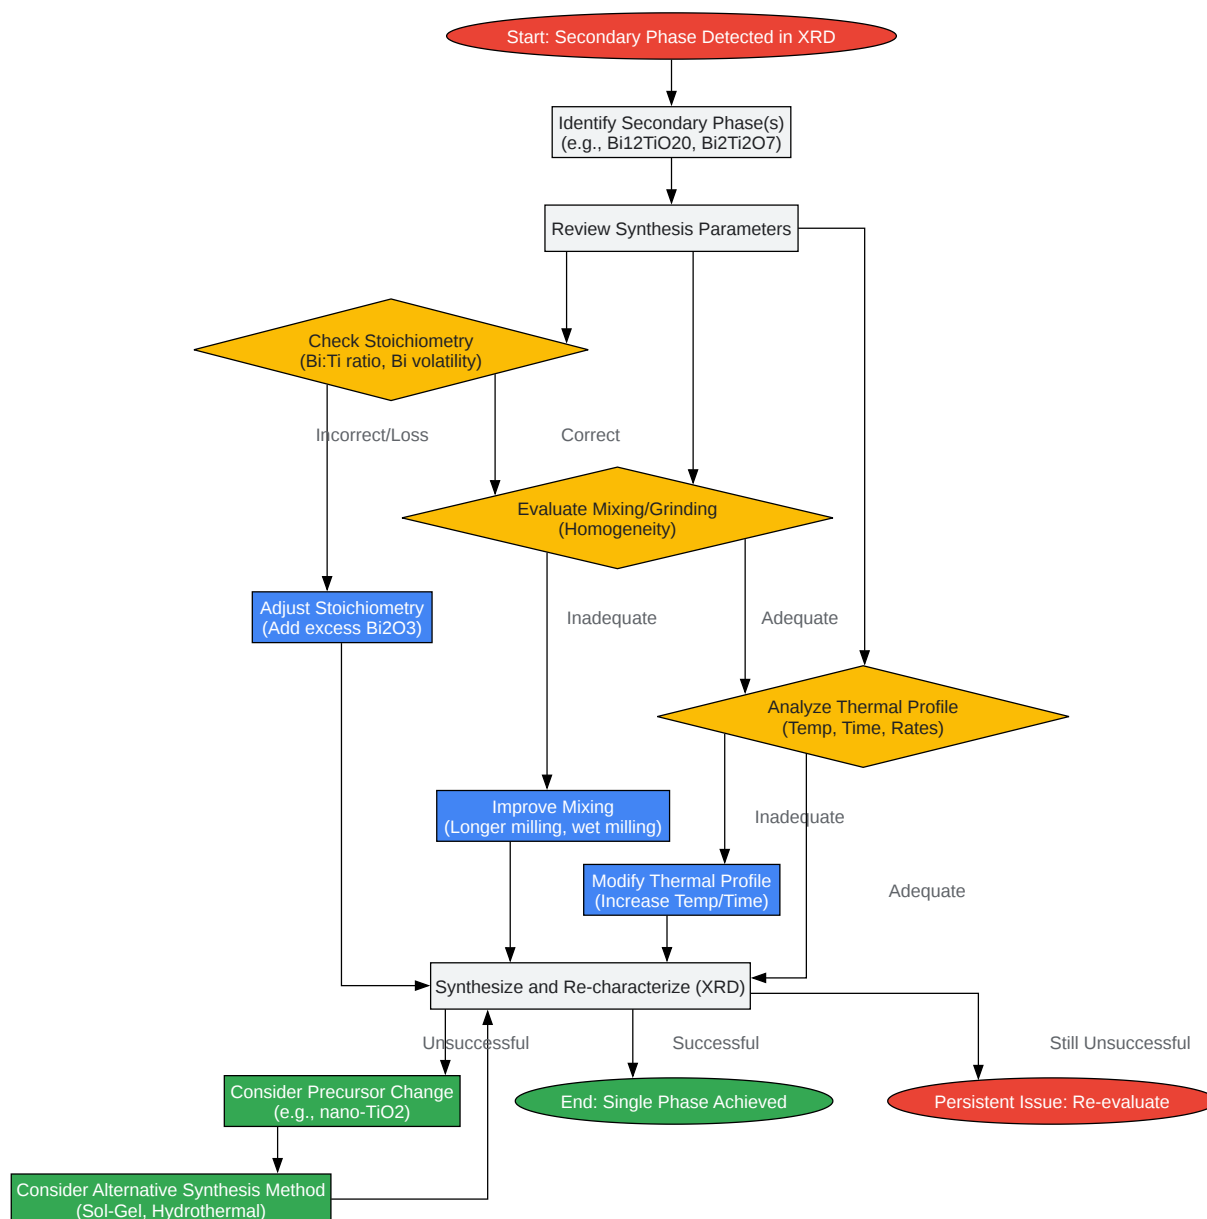 Start: Secondary Phase Detected in XRD
Identify Secondary Phase(s)
(e.g., Bi12TiO20, Bi2Ti2O7)
Review Synthesis Parameters
Check Stoichiometry
(Bi:Ti ratio, Bi volatility)
Incorrect/Loss
Correct
Evaluate Mixing/Grinding
(Homogeneity)
Adjust Stoichiometry
(Add excess Bi2O3)
Inadequate
Adequate
Analyze Thermal Profile
(Temp, Time, Rates)
Improve Mixing
(Longer milling, wet milling)
Inadequate
Modify Thermal Profile
(Increase Temp/Time)
Adequate
Synthesize and Re-characterize (XRD)
Unsuccessful
Successful
Still Unsuccessful
Consider Precursor Change
(e.g., nano-TiO2)
End: Single Phase Achieved
Persistent Issue: Re-evaluate
Consider Alternative Synthesis Method
(Sol-Gel, Hydrothermal)